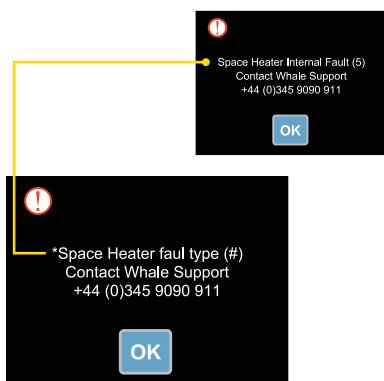 Space Heater Internal Fault (5)
Contact Whale Support
+44 (0)345 9090 911
OK
*Space Heater faul type (#)
Contact Whale Support
+44 (0)345 9090 911
OK